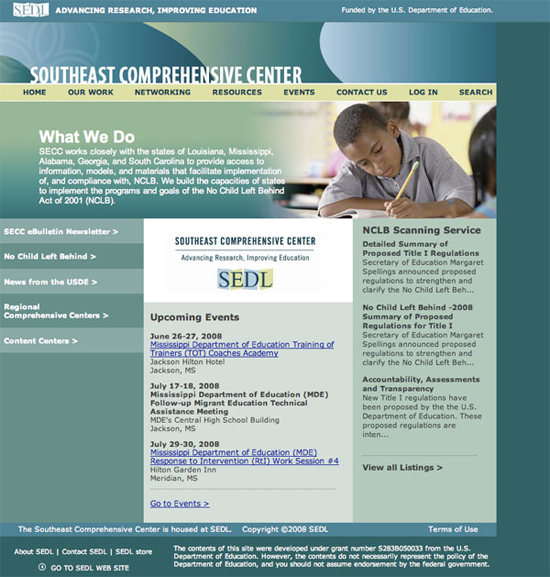 SEDL ADVANCING RESEARCH, IMPROVING EDUCATION
Funded by the U.S. Department of Education.
SOUTHEAST COMPREHENSIVE CENTER
HOME OUR WORK NETWORKING RESOURCES EVENTS CONTACT US LOG IN SEARCH
What We Do
SECC works closely with the states of Louisiana, Mississippi,
Alabama, Georgia, and South Carolina to provide access to
information, models, and materials that facilitate implementation
of, and compliance with, NCLB. We build the capacities of states
to implement the programs and goals of the No Child Left Behind
Act of 2001 (NCLB).
SECC eBulletin Newsletter >
No Child Left Behind >
News from the USDE >
Regional
Comprehensive Centers >
Content Centers >
SOUTHEAST COMPREHENSIVE CENTER
Advancing Research, Improving Education
SEDL
Upcoming Events
June 26-27, 2008
Mississippi Department of Education Training of
Trainers (TOT) Coaches Academy
Jackson Hilton Hotel
Jackson, MS
July 17-18, 2008
Mississippi Department of Education (MDE)
Follow-up Migrant Education Technical
Assistance Meeting
MDE's Central High School Building
Jackson, MS
July 29-30, 2008
Mississippi Department of Education (MDE)
Response to Intervention (RtI) Work Session #4
Hilton Garden Inn
Meridian, MS
Go to Events >
NCLB Scanning Service
Detailed Summary of
Proposed Title I Regulations
Secretary of Education Margaret
Spellings announced proposed
regulations to strengthen and
clarify the No Child Left Beh...
No Child Left Behind -2008
Summary of Proposed
Regulations for Title I
Secretary of Education Margaret
Spellings announced proposed
regulations to strengthen and
clarify the No Child Left Beh...
Accountability, Assessments
and Transparency
New Title I regulations have
been proposed by the the U.S.
Department of Education. These
proposed regulations are
inten...
View all Listings >
The Southeast Comprehensive Center is housed at SEDL. Copyright ©2008 SEDL
Terms of Use
About SEDL | Contact SEDL | SEDL store
GO TO SEDL WEB SITE
The contents of this site were developed under grant number S283B050033 from the U.S.
Department of Education. However, the contents do not necessarily represent the policy of the
Department of Education, and you should not assume endorsement by the federal government.